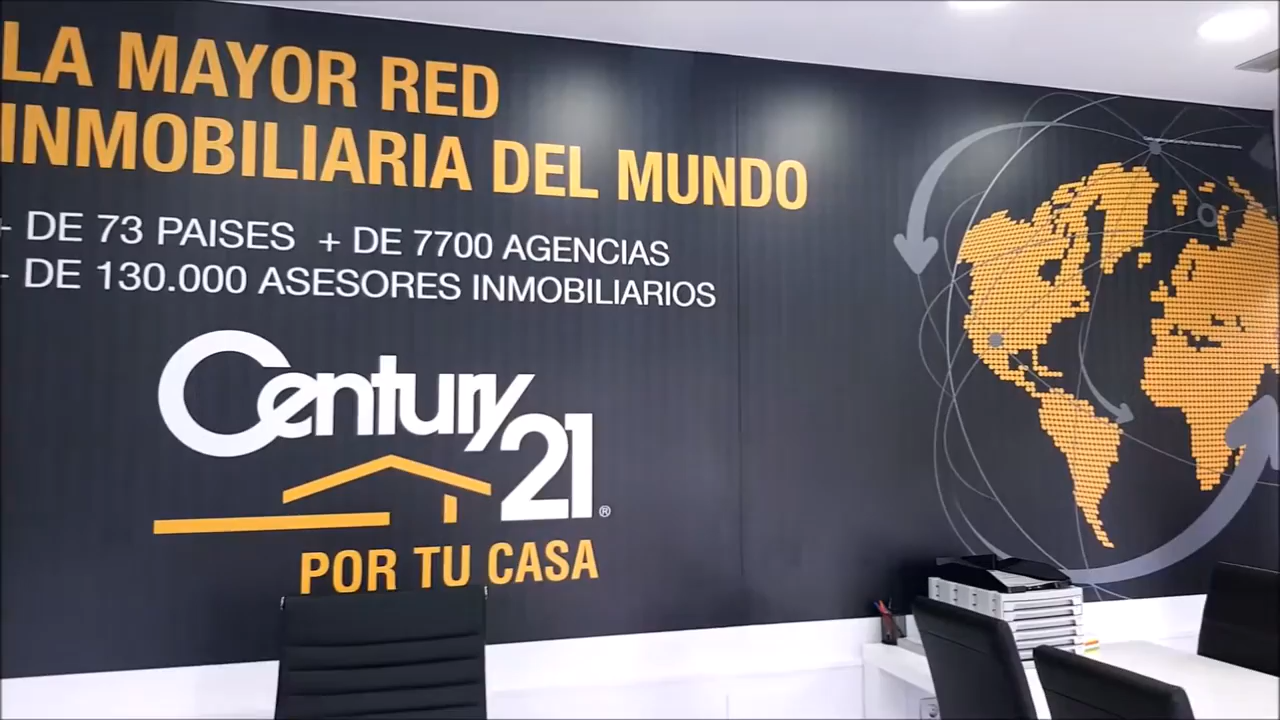 LA MAYOR RED
INMOBILIARIA DEL MUNDO
+ DE 73 PAISES + DE 7700 AGENCIAS
+ DE 130.000 ASESORES INMOBILIARIOS
Century
21®
POR TU CASA